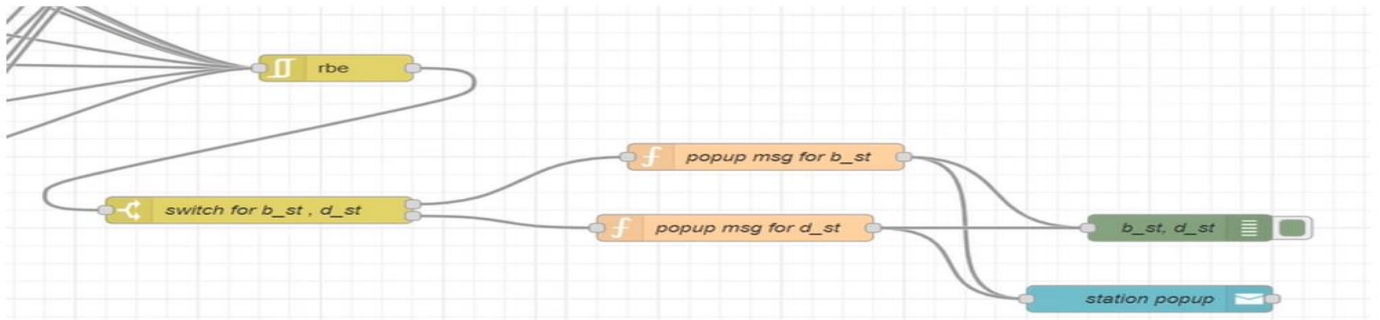 rbe
popup msg for b_st
switch for b_st , d_st
popup msg for d_st
b_st, d_st
station popup